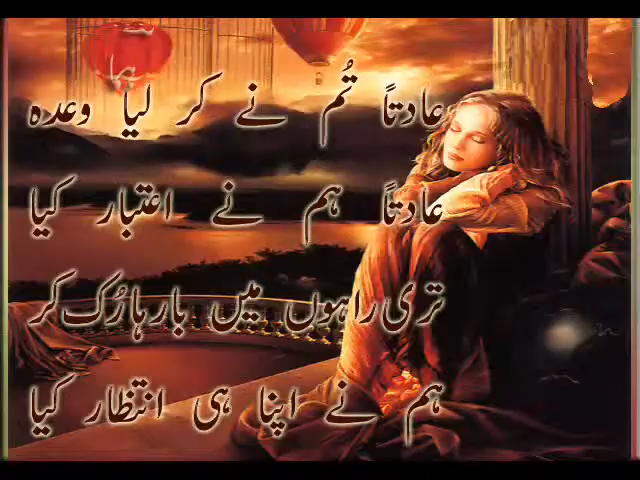 عادتاً تُم نے کر لیا وعدہ
عادتاً ہم نے اعتبار کیا
تری راہوں میں بارہا رُک کر
ہم نے اپنا ہی انتظار کیا